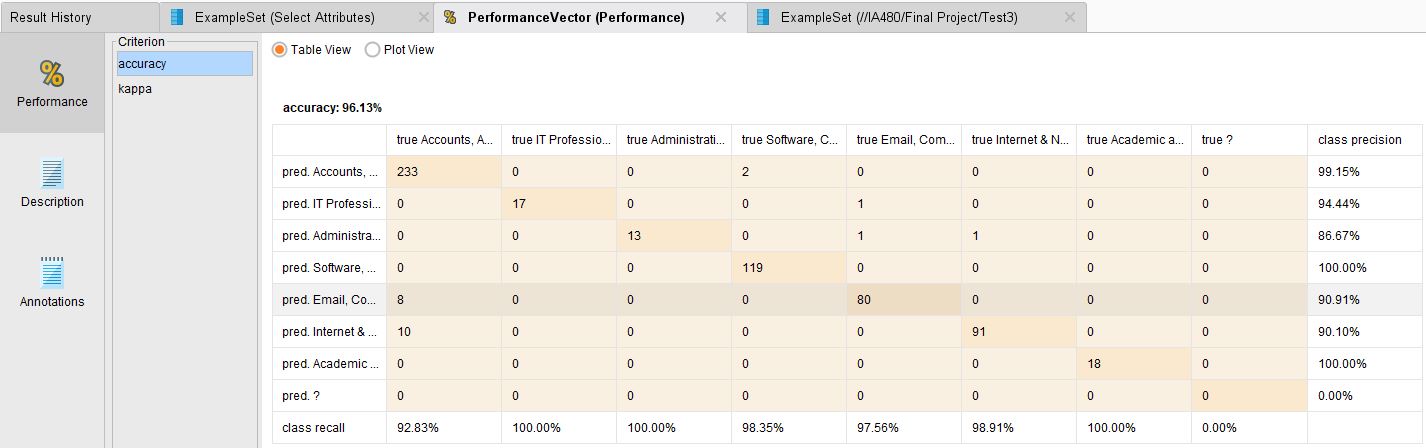 Result History ExampleSet (Select Attributes) PerformanceVector (Performance) ExampleSet (//IA480/Final Project/Test3)
% Performance
Description
Annotations
Criterion
accuracy
kappa
Table View Plot View
accuracy: 96.13%
true Accounts, A... true IT Professio... true Administrati... true Software, C... true Email, Com... true Internet & N... true Academic a... true ? class precision
pred. Accounts, ... 233 0 0 2 0 0 0 0 99.15%
pred. IT Professi... 0 17 0 0 1 0 0 0 94.44%
pred. Administra... 0 0 13 0 1 1 0 0 86.67%
pred. Software, ... 0 0 0 119 0 0 0 0 100.00%
pred. Email, Co... 8 0 0 0 80 0 0 0 90.91%
pred. Internet & ... 10 0 0 0 0 91 0 0 90.10%
pred. Academic ... 0 0 0 0 0 0 18 0 100.00%
pred. ? 0 0 0 0 0 0 0 0 0.00%
class recall 92.83% 100.00% 100.00% 98.35% 97.56% 98.91% 100.00% 0.00%